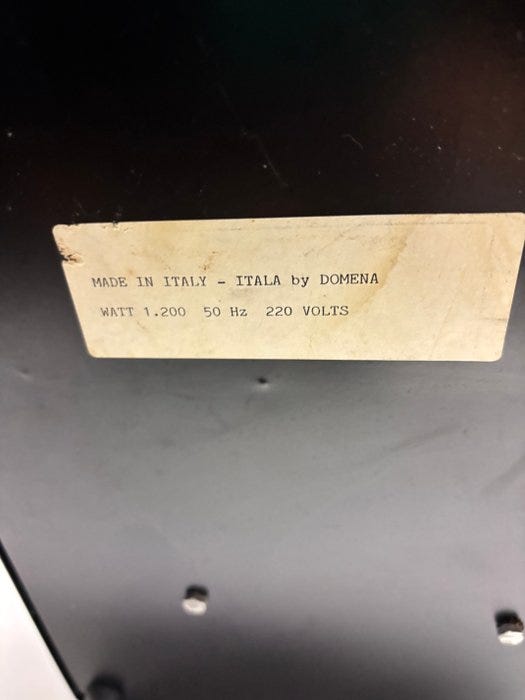 MADE IN ITALY - ITALA by DOMENA
WATT 1.200 50 Hz 220 VOLTS